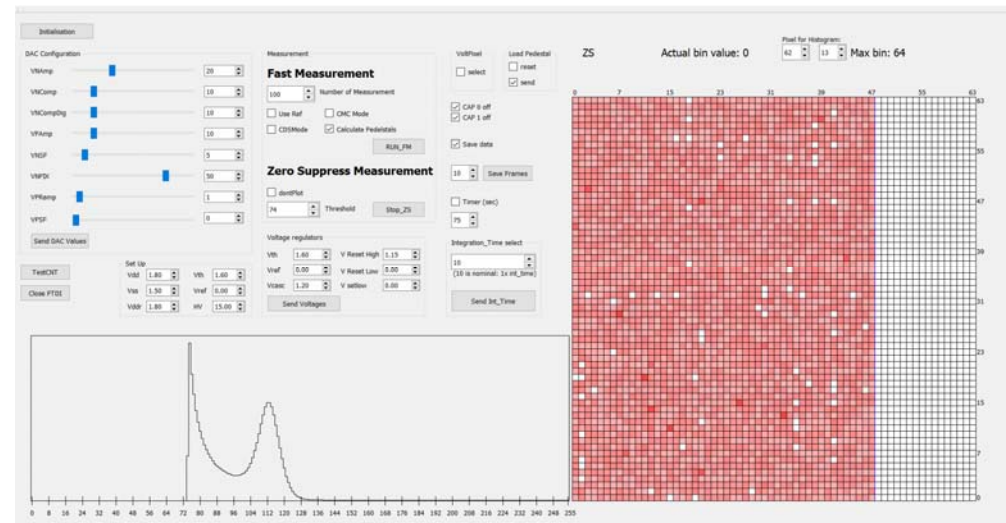 Initialisation
DAC Configuration
VNAmp 20
VNComp 10
VNCompDig 10
VPAmp 10
VNSF 5
VNPDI 50
VPRamp 1
VPSF 0
Send DAC Values
TestCNT
Close FTDI
Set Up
Vdd 1.80 Vth 1.60
Vss 1.50 Vref 0.00
Vddr 1.80 HV 15.00
Measurement
Fast Measurement
100 Number of Measurement
Use Raf CMC Mode
CDSMode Calculate Pedelstals
RUN_FM
Zero Suppress Measurement
dontPlot
74 Threshold Stop_ZS
Voltage regulators
Vth 1.60 V Reset High 1.15
Vref 0.00 V Reset Low 0.00
Vcasc 1.20 V setlow 0.00
Send Voltages
VoltPixel
select
Load Pedestal
reset
send
CAP 0 off
CAP 1 off
Save data
10 Save Frames
Timer (sec)
75
Integration_Time select
10
(10 is nominal: 1x int_time)
Send Int_Time
ZS Actual bin value: 0
Pixel for Histogram:
62 13 Max bin: 64
0 7 15 23 31 39 47 55 63
63
55
47
39
31
23
15
7
0
0 8 16 24 32 40 48 56 64 72 80 88 96 104 112 120 128 136 144 152 160 168 176 184 192 200 208 216 224 232 240 248 255